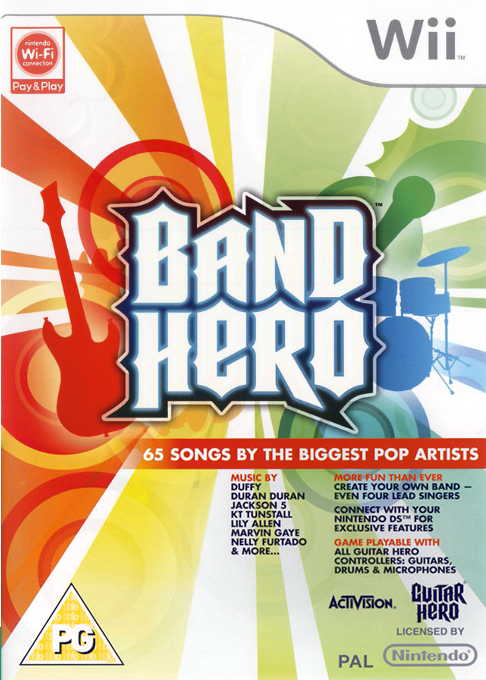 Nintendo
Wi-Fi
CONNECTION
Pay & Play
Wii™
BAND
HERO™
65 SONGS BY THE BIGGEST POP ARTISTS
MUSIC BY
DUFFY
DURAN DURAN
JACKSON 5
KT TUNSTALL
LILY ALLEN
MARVIN GAYE
NELLY FURTADO
& MORE...
MORE FUN THAN EVER
CREATE YOUR OWN BAND –
EVEN FOUR LEAD SINGERS
CONNECT WITH YOUR
NINTENDO DS™ FOR
EXCLUSIVE FEATURES
GAME PLAYABLE WITH
ALL GUITAR HERO
CONTROLLERS: GUITARS,
DRUMS & MICROPHONES
ACTIVISION®
GUITAR
HERO®
LICENSED BY
Nintendo®
PAL
PG